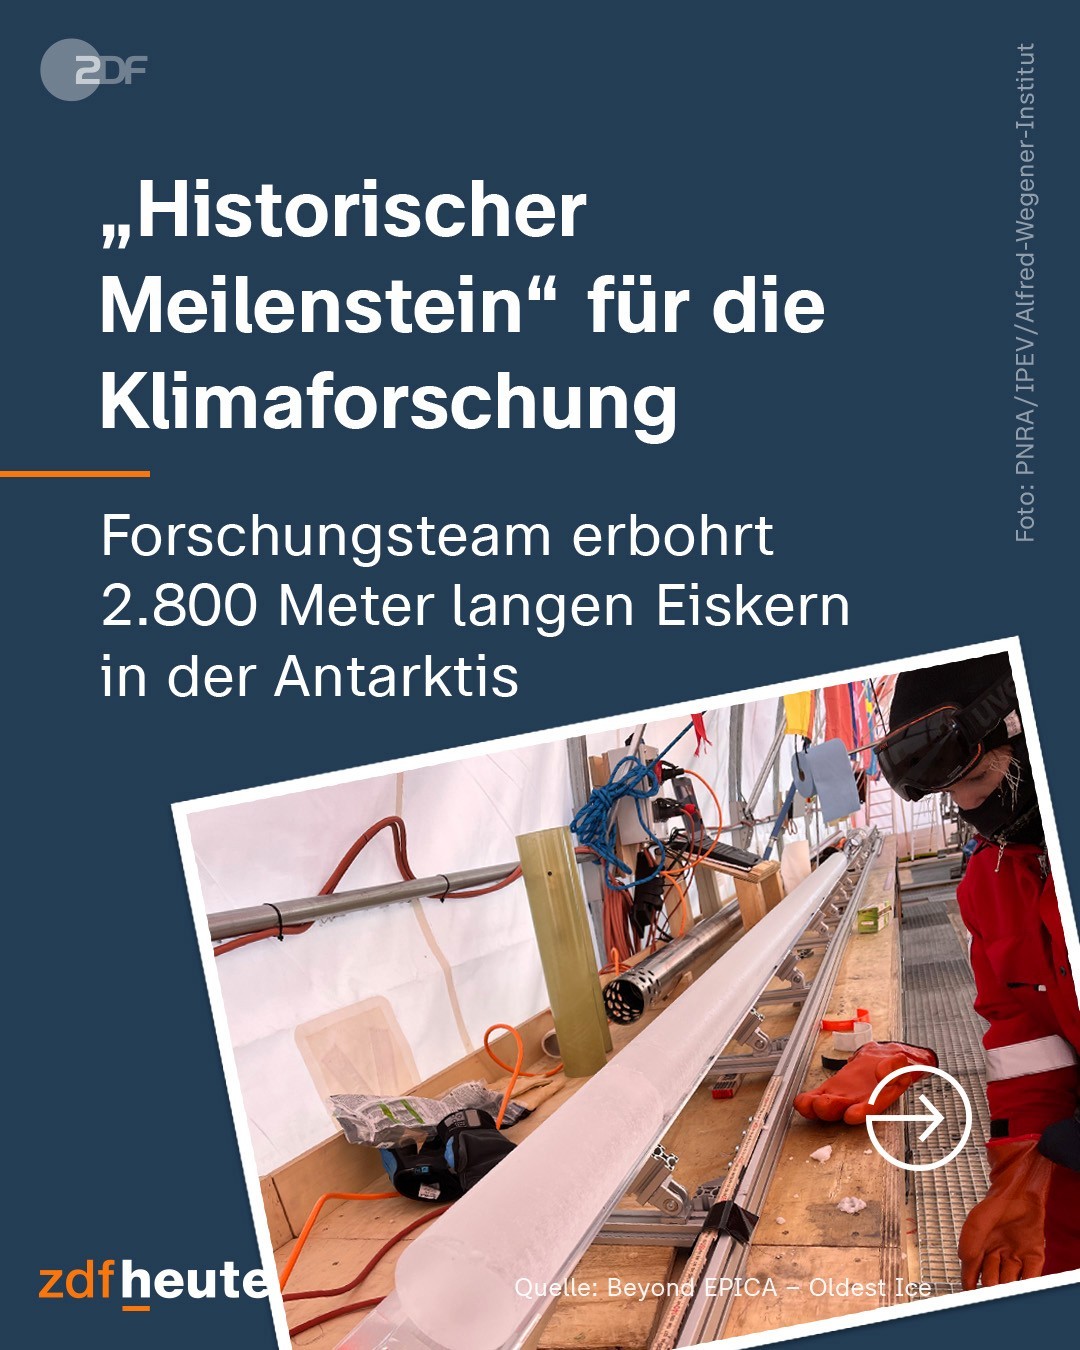 ZDF
Foto: PNRA/IPEV/Alfred-Wegener-Institut
„Historischer
Meilenstein“ für die
Klimaforschung
Forschungsteam erbohrt
2.800 Meter langen Eiskern
in der Antarktis
zdfheute
Quelle: Beyond EPICA – Oldest Ice